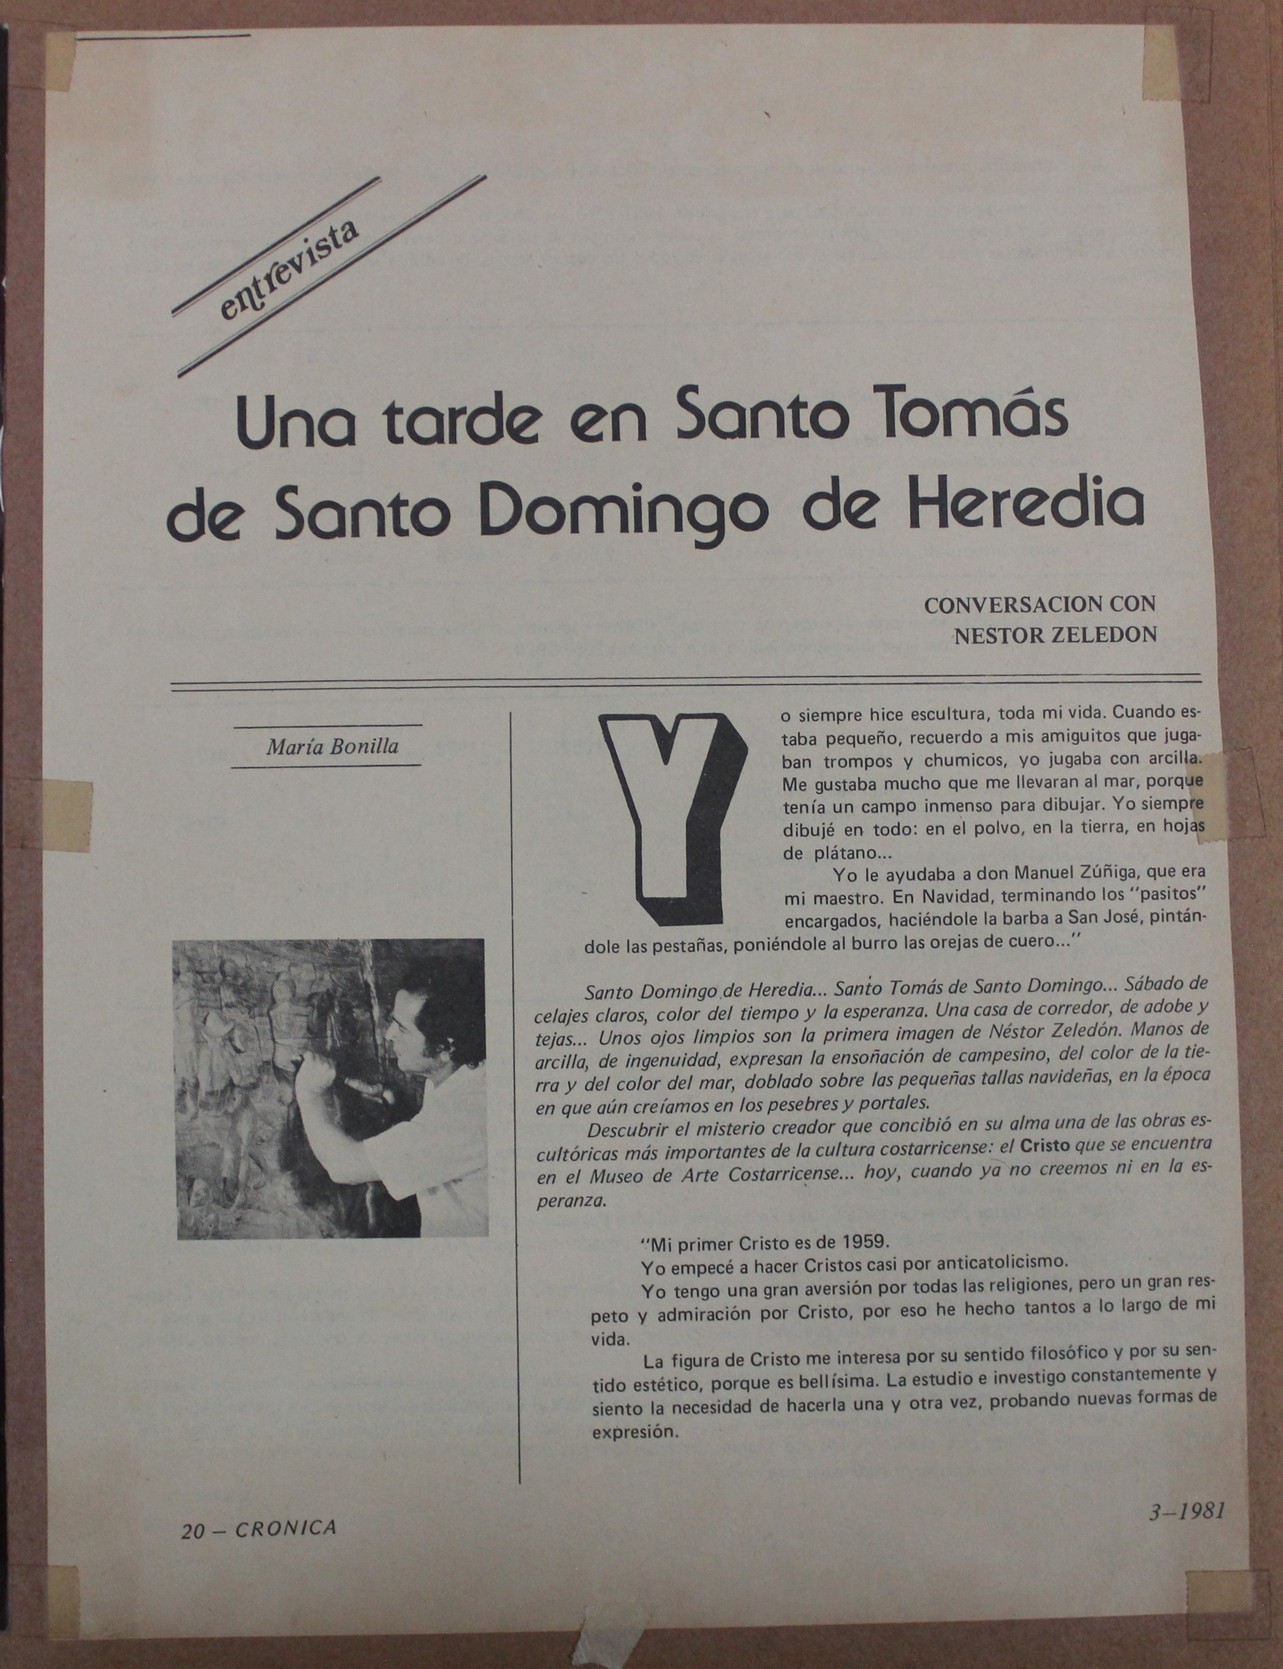 entrevista
Una tarde en Santo Tomás
de Santo Domingo de Heredia
CONVERSACION CON
NESTOR ZELEDON
María Bonilla
Yo siempre hice escultura, toda mi vida. Cuando es-
taba pequeño, recuerdo a mis amiguitos que juga-
ban trompos y chumicos, yo jugaba con arcilla.
Me gustaba mucho que me llevaran al mar, porque
tenía un campo inmenso para dibujar. Yo siempre
dibujé en todo: en el polvo, en la tierra, en hojas
de plátano...
Yo le ayudaba a don Manuel Zúñiga, que era
mi maestro. En Navidad, terminando los "pasitos"
encargados, haciéndole la barba a San José, pintán-
dole las pestañas, poniéndole al burro las orejas de cuero..."
Santo Domingo de Heredia... Santo Tomás de Santo Domingo... Sábado de
celajes claros, color del tiempo y la esperanza. Una casa de corredor, de adobe y
tejas... Unos ojos limpios son la primera imagen de Néstor Zeledón. Manos de
arcilla, de ingenuidad, expresan la ensoñación de campesino, del color de la tie-
rra y del color del mar, doblado sobre las pequeñas tallas navideñas, en la época
en que aún creíamos en los pesebres y portales.
Descubrir el misterio creador que concibió en su alma una de las obras es-
cultóricas más importantes de la cultura costarricense: el Cristo que se encuentra
en el Museo de Arte Costarricense... hoy, cuando ya no creemos ni en la es-
peranza.
"Mi primer Cristo es de 1959.
Yo empecé a hacer Cristos casi por anticatolicismo.
Yo tengo una gran aversión por todas las religiones, pero un gran res-
peto y admiración por Cristo, por eso he hecho tantos a lo largo de mi
vida.
La figura de Cristo me interesa por su sentido filosófico y por su sen-
tido estético, porque es bellísima. La estudio e investigo constantemente y
siento la necesidad de hacerla una y otra vez, probando nuevas formas de
expresión.
20 — CRONICA
3—1981